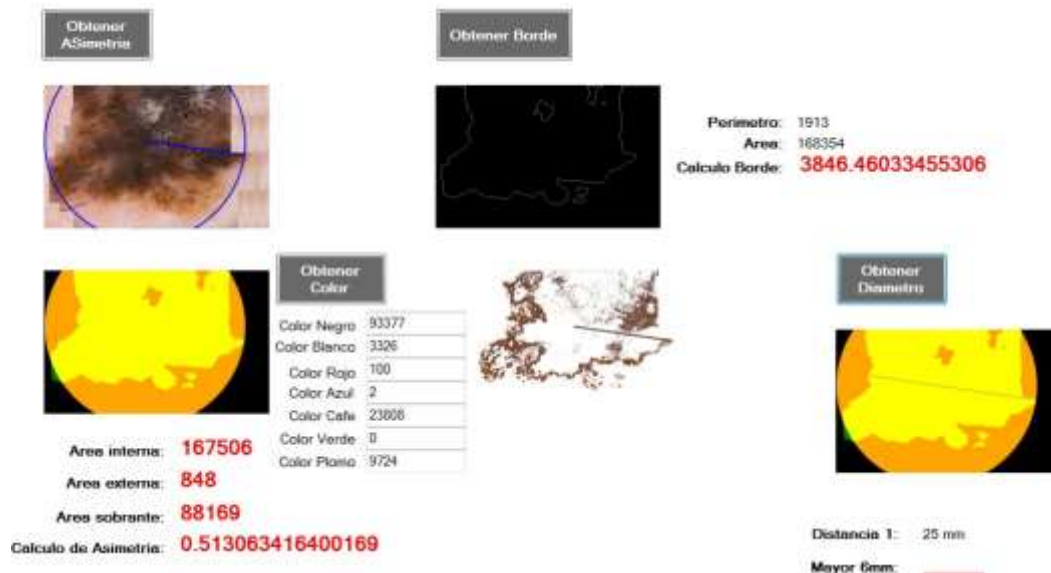 Obtener
ASimetria
Obtener Borde
Perimetro: 1913
Area: 168354
Calculo Borde: 3846.46033455306
Obtener
Color
Color Negro 93377
Color Blanco 3326
Color Rojo 100
Color Azul 2
Color Cafe 23808
Color Verde 0
Color Plomo 9724
Area interna: 167506
Area externa: 848
Area sobrante: 88169
Calculo de Asimetria: 0.513063416400169
Obtener
Diametro
Distancia 1: 25 mm
Mayor 6mm: